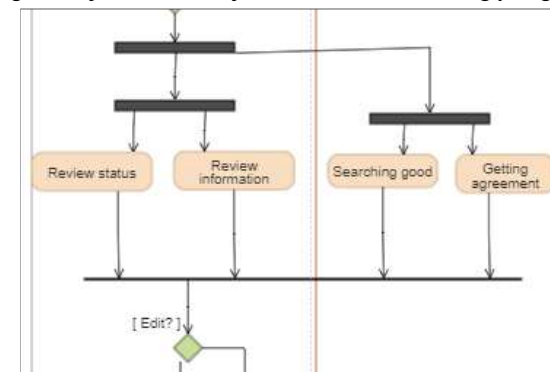 Review status
Review
information
Searching good
Getting
agreement
[ Edit? ]